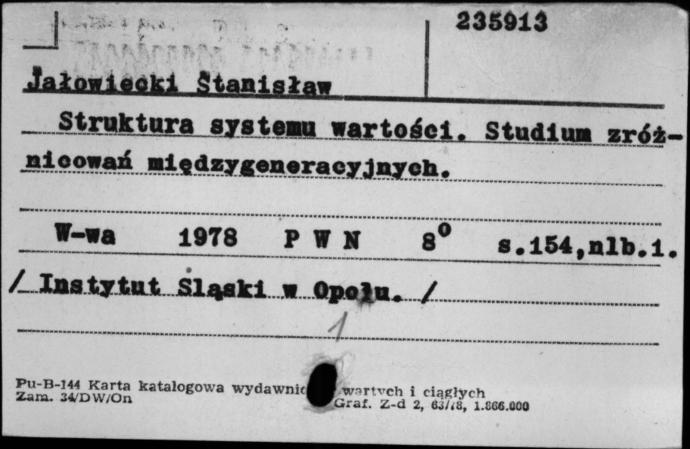 235913
Jałowiecki Stanisław
Struktura systemu wartości. Studium zróż-
nicowań międzygeneracyjnych.
W-wa 1978 P W N 8⁰ s.154,nlb.1.
/ Instytut Śląski w Opolu. /
1
Pu-B-144 Karta katalogowa wydawnic wartych i ciągłych
Zam. 34/DW/On Graf. Z-d 2, 63/78, 1.866.000